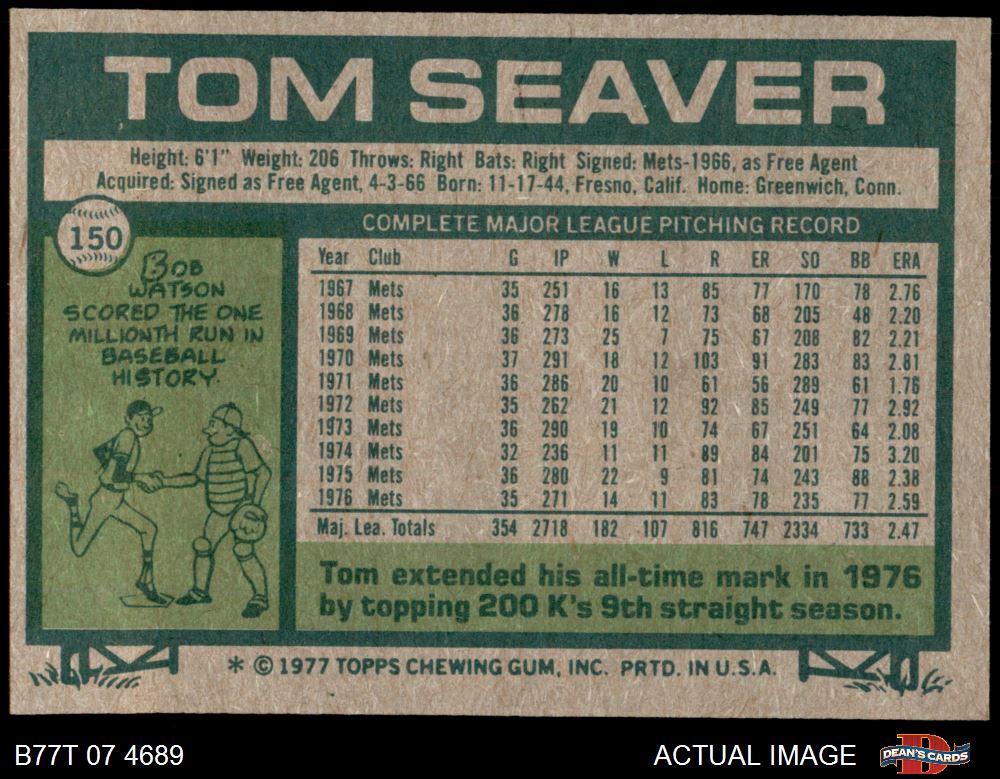 TOM SEAVER
Height: 6'1" Weight: 206 Throws: Right Bats: Right Signed: Mets-1966, as Free Agent
Acquired: Signed as Free Agent, 4-3-66 Born: 11-17-44, Fresno, Calif. Home: Greenwich, Conn.
150
BOB
WATSON
SCORED THE ONE
MILLIONTH RUN IN
BASEBALL
HISTORY.
COMPLETE MAJOR LEAGUE PITCHING RECORD
Year Club G IP W L R ER SO BB ERA
1967 Mets 35 251 16 13 85 77 170 78 2.76
1968 Mets 36 278 16 12 73 68 205 48 2.20
1969 Mets 36 273 25 7 75 67 208 82 2.21
1970 Mets 37 291 18 12 103 91 283 83 2.81
1971 Mets 36 286 20 10 61 56 289 61 1.76
1972 Mets 35 262 21 12 92 85 249 77 2.92
1973 Mets 36 290 19 10 74 67 251 64 2.08
1974 Mets 32 236 11 11 89 84 201 75 3.20
1975 Mets 36 280 22 9 81 74 243 88 2.38
1976 Mets 35 271 14 11 83 78 235 77 2.59
Maj. Lea. Totals 354 2718 182 107 816 747 2334 733 2.47
Tom extended his all-time mark in 1976
by topping 200 K's 9th straight season.
* © 1977 TOPPS CHEWING GUM, INC. PRTD. IN U.S.A.
B77T 07 4689
ACTUAL IMAGE
D
DEAN'S CARDS